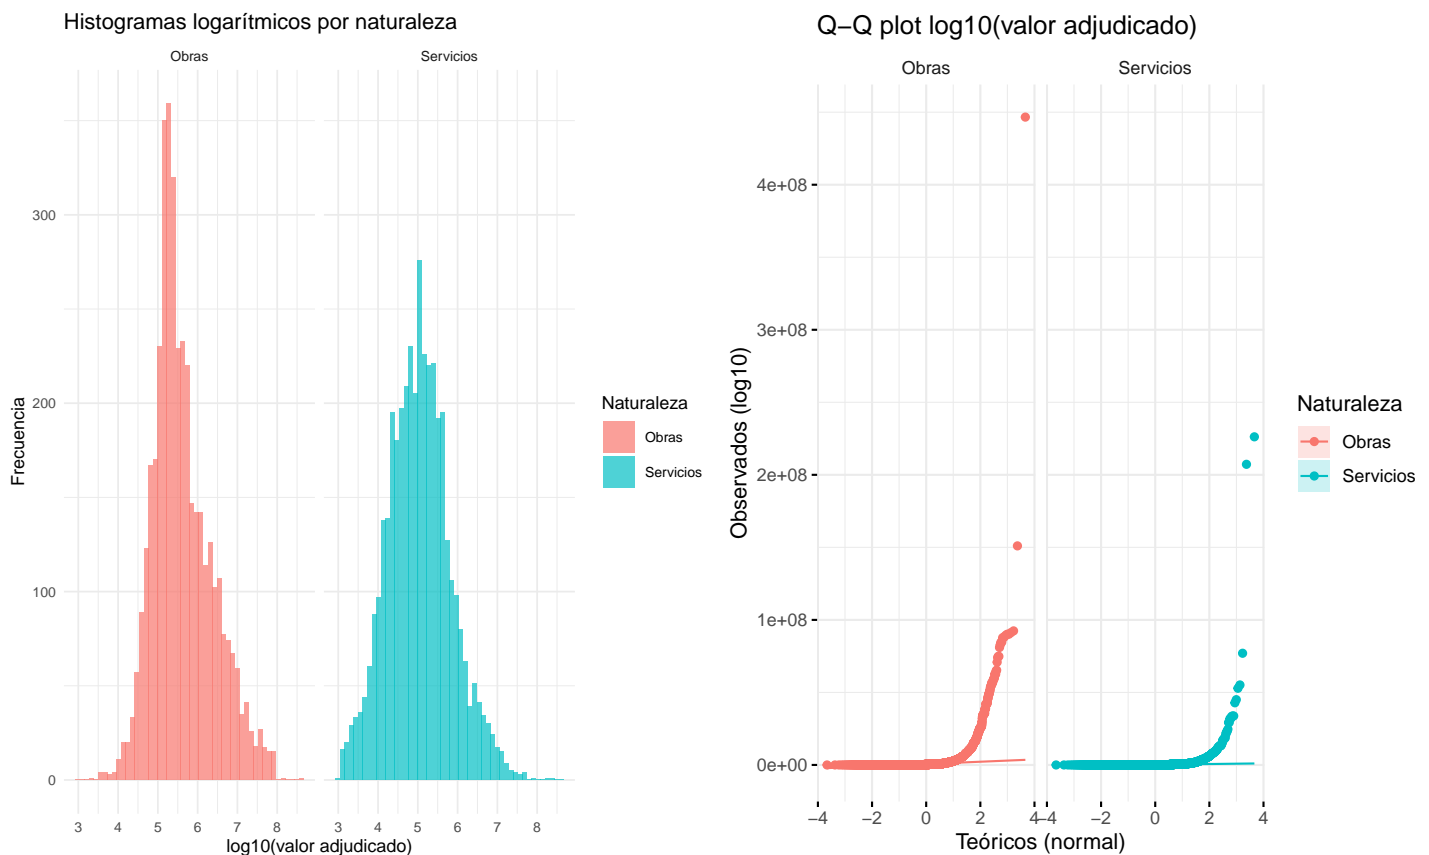 Histogramas logarítmicos por naturaleza
Obras
Servicios
300
200
100
0
Frecuencia
3 4 5 6 7 8
3 4 5 6 7 8
log10(valor adjudicado)
Naturaleza
Obras
Servicios
Q−Q plot log10(valor adjudicado)
Obras
Servicios
4e+08
3e+08
2e+08
1e+08
0e+00
Observados (log10)
−4 −2 0 2 4
−4 −2 0 2 4
Teóricos (normal)
Naturaleza
Obras
Servicios